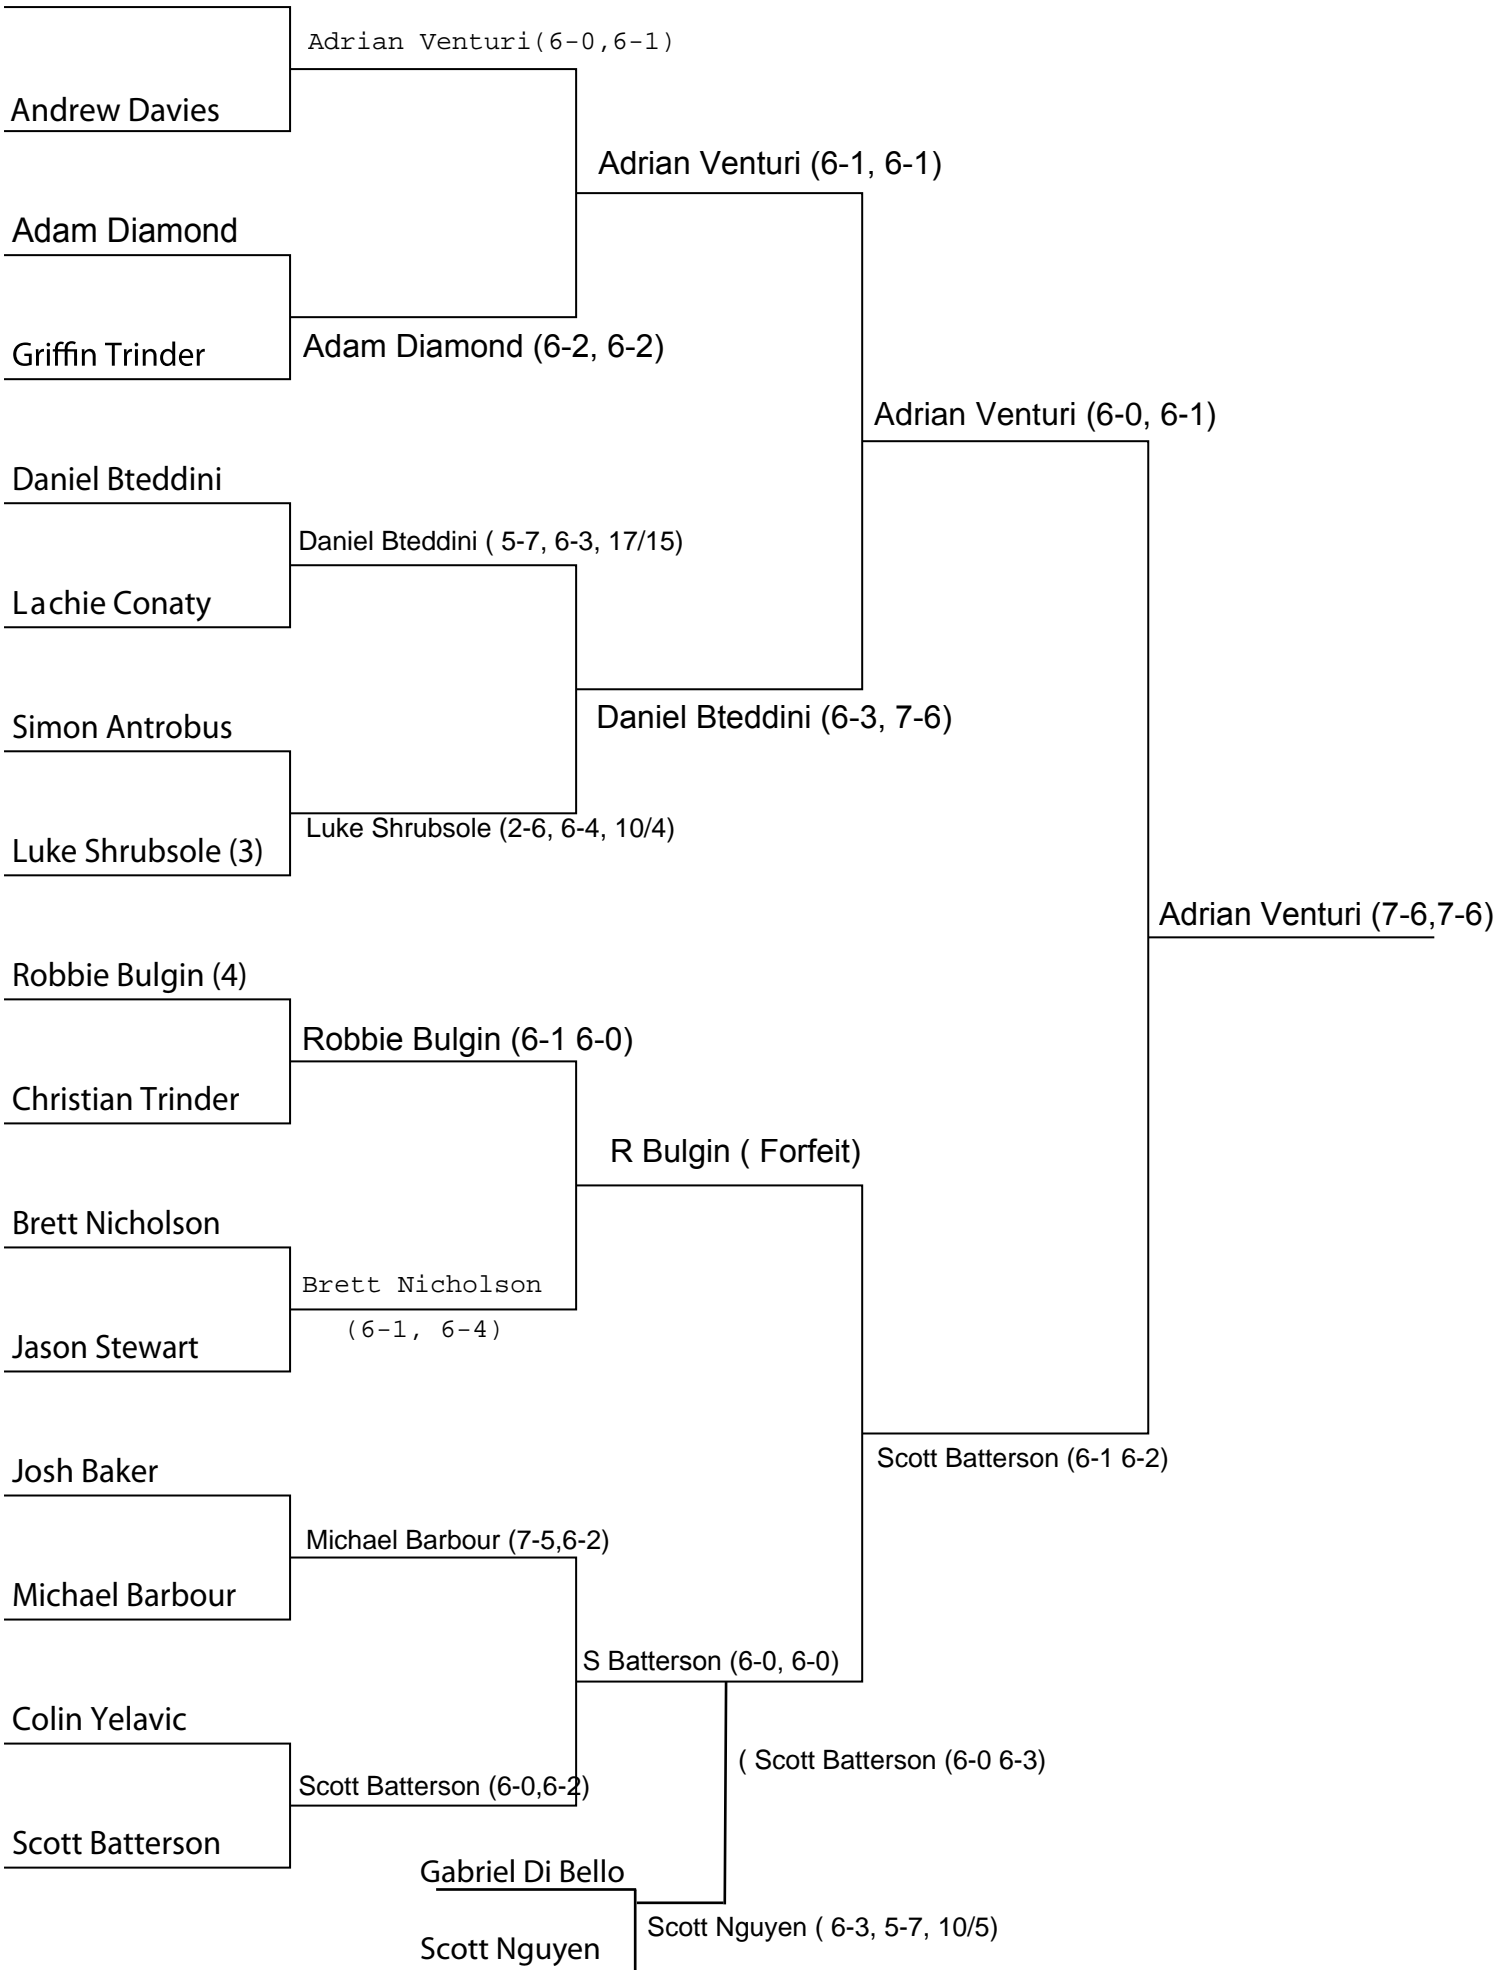 Adrian Venturi(6-0,6-1)
Andrew Davies
Adrian Venturi (6-1, 6-1)
Adam Diamond
Griffin Trinder
Adam Diamond (6-2, 6-2)
Adrian Venturi (6-0, 6-1)
Daniel Bteddini
Daniel Bteddini ( 5-7, 6-3, 17/15)
Lachie Conaty
Simon Antrobus
Daniel Bteddini (6-3, 7-6)
Luke Shrubsole (2-6, 6-4, 10/4)
Luke Shrubsole (3)
Adrian Venturi (7-6,7-6)
Robbie Bulgin (4)
Robbie Bulgin (6-1 6-0)
Christian Trinder
R Bulgin ( Forfeit)
Brett Nicholson
Brett Nicholson
(6-1, 6-4)
Jason Stewart
Scott Batterson (6-1 6-2)
Josh Baker
Michael Barbour (7-5,6-2)
Michael Barbour
S Batterson (6-0, 6-0)
Colin Yelavic
( Scott Batterson (6-0 6-3)
Scott Batterson (6-0,6-2)
Scott Batterson
Gabriel Di Bello
Scott Nguyen ( 6-3, 5-7, 10/5)
Scott Nguyen